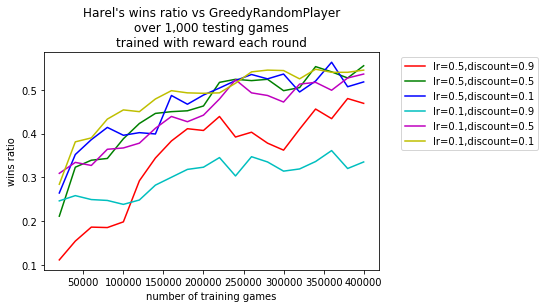 Harel's wins ratio vs GreedyRandomPlayer
over 1,000 testing games
trained with reward each round
wins ratio
0.5
0.4
0.3
0.2
0.1
50000 100000 150000 200000 250000 300000 350000 400000
number of training games
lr=0.5,discount=0.9
lr=0.5,discount=0.5
lr=0.5,discount=0.1
lr=0.1,discount=0.9
lr=0.1,discount=0.5
lr=0.1,discount=0.1